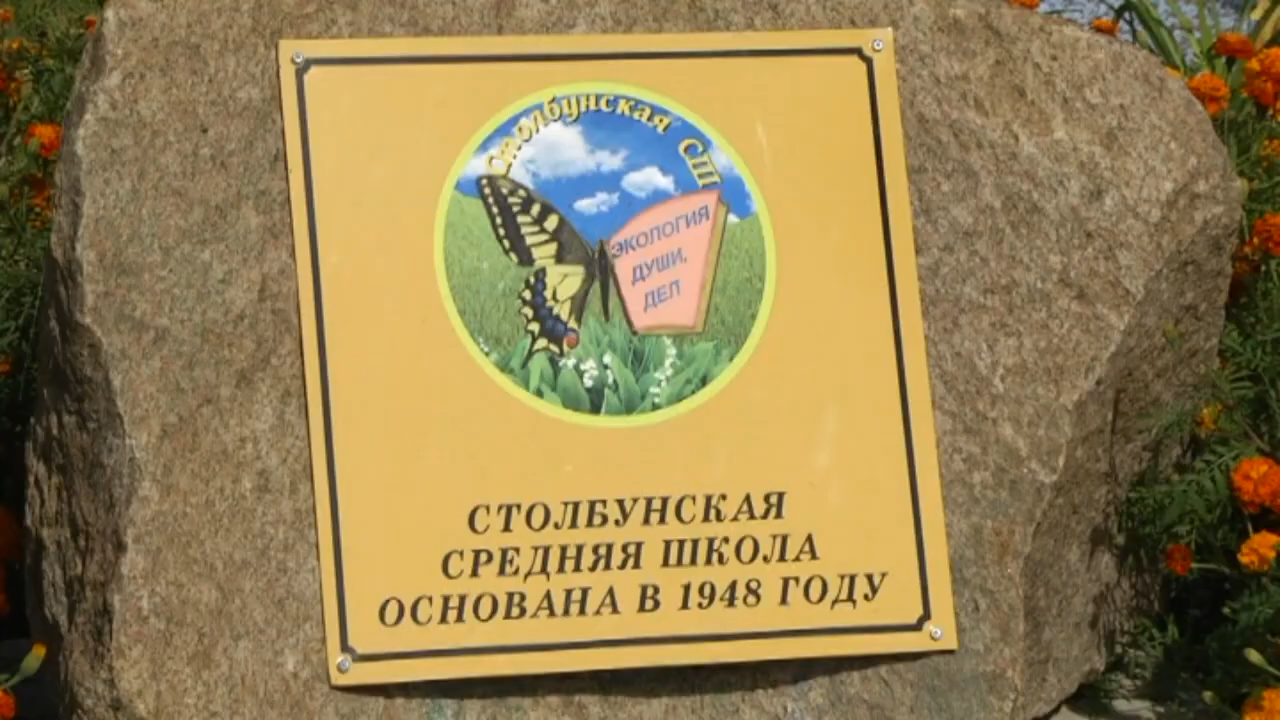 Столбунская СШ
ЭКОЛОГИЯ
ДУШИ,
ДЕЛ
СТОЛБУНСКАЯ
СРЕДНЯЯ ШКОЛА
ОСНОВАНА В 1948 ГОДУ